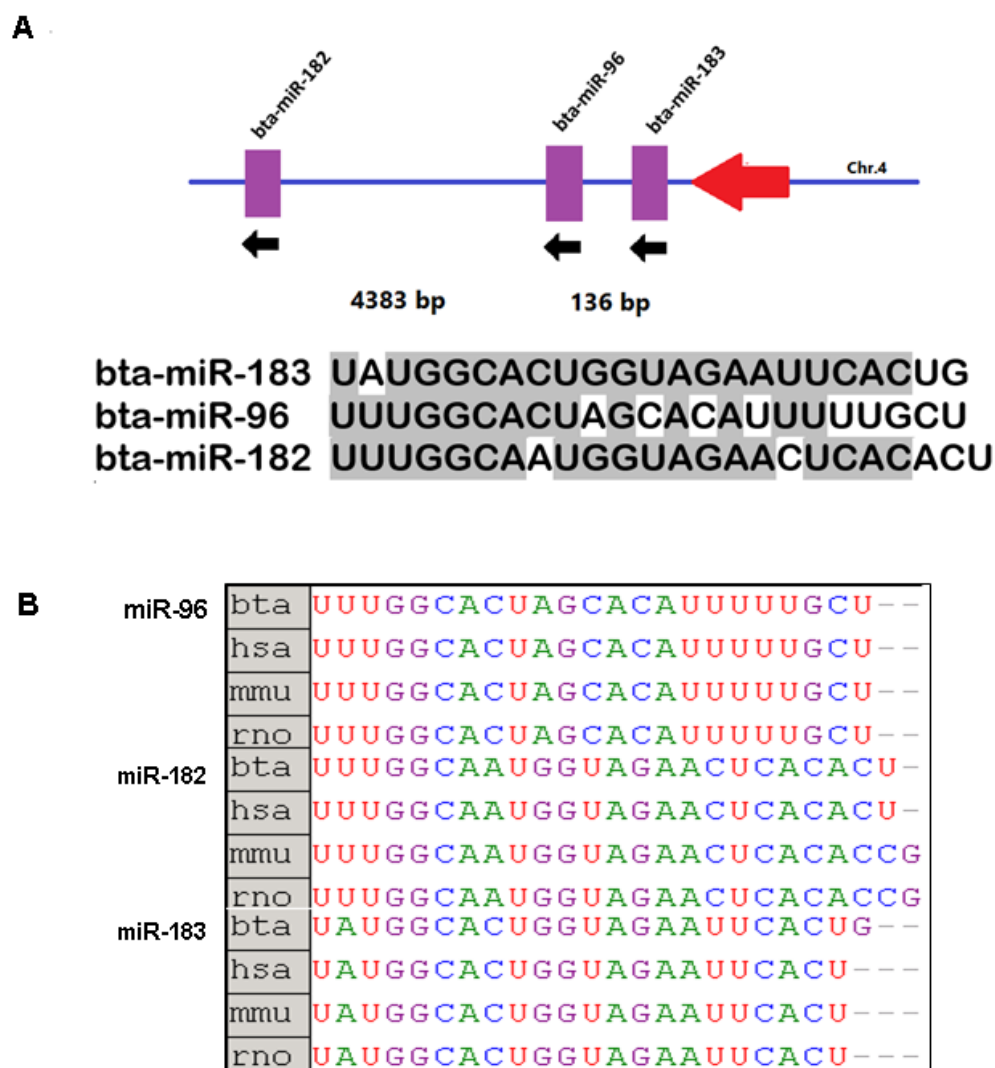 A
bta-miR-182
bta-miR-96
bta-miR-183
Chr.4
4383 bp
136 bp
bta-miR-183 UAUGGCACUGGUAGAAUUCACUG
bta-miR-96 UUUGGCACUAGCACAUUUUUGCU
bta-miR-182 UUUGGCAAUGGUAGAACUCACACU
B
miR-96 bta UUUGGCACUAGCACAUUUUUGCU--
hsa UUUGGCACUAGCACAUUUUUGCU--
mmu UUUGGCACUAGCACAUUUUUGCU--
rno UUUGGCACUAGCACAUUUUUGCU--
miR-182 bta UUUGGCAAUGGUAGAACUCACACU-
hsa UUUGGCAAUGGUAGAACUCACACU-
mmu UUUGGCAAUGGUAGAACUCACACCG
rno UUUGGCAAUGGUAGAACUCACACCG
miR-183 bta UAUGGCACUGGUAGAAUUCACUG--
hsa UAUGGCACUGGUAGAAUUCACU---
mmu UAUGGCACUGGUAGAAUUCACU---
rno UAUGGCACUGGUAGAAUUCACU---